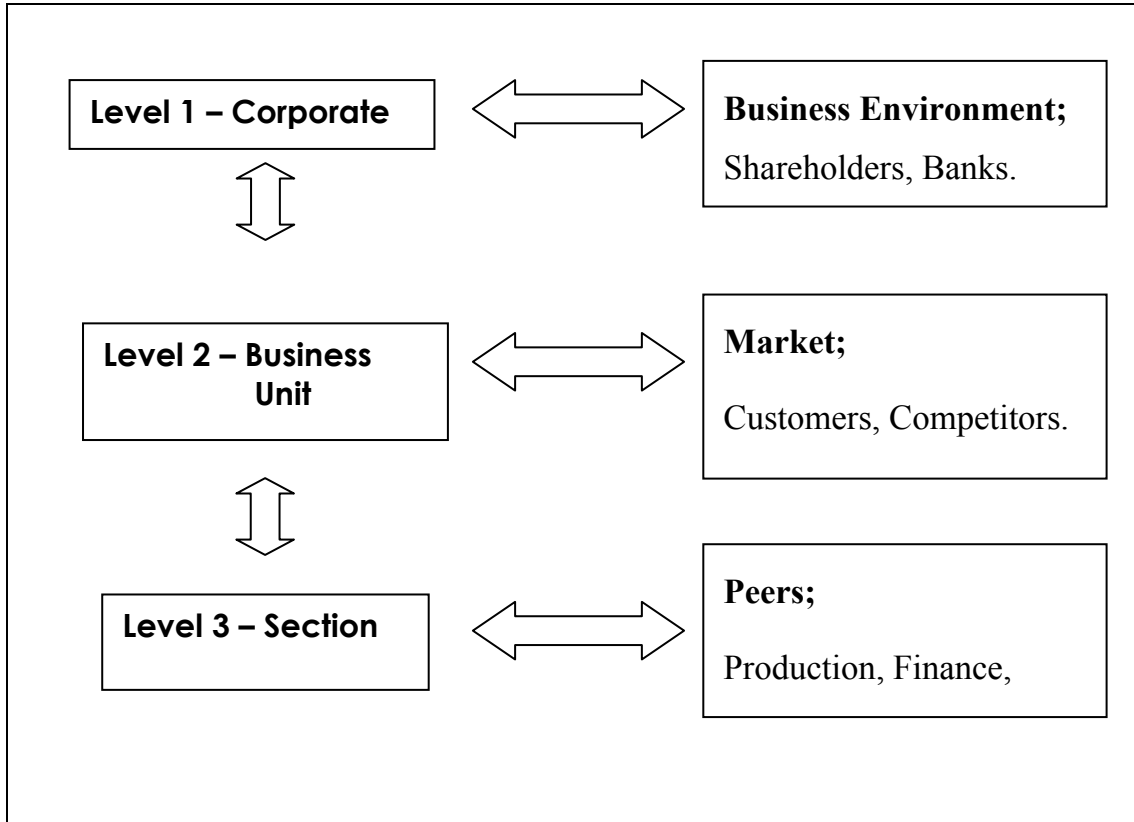 Level 1 – Corporate
Business Environment;
Shareholders, Banks.
Level 2 – Business
Unit
Market;
Customers, Competitors.
Level 3 – Section
Peers;
Production, Finance,